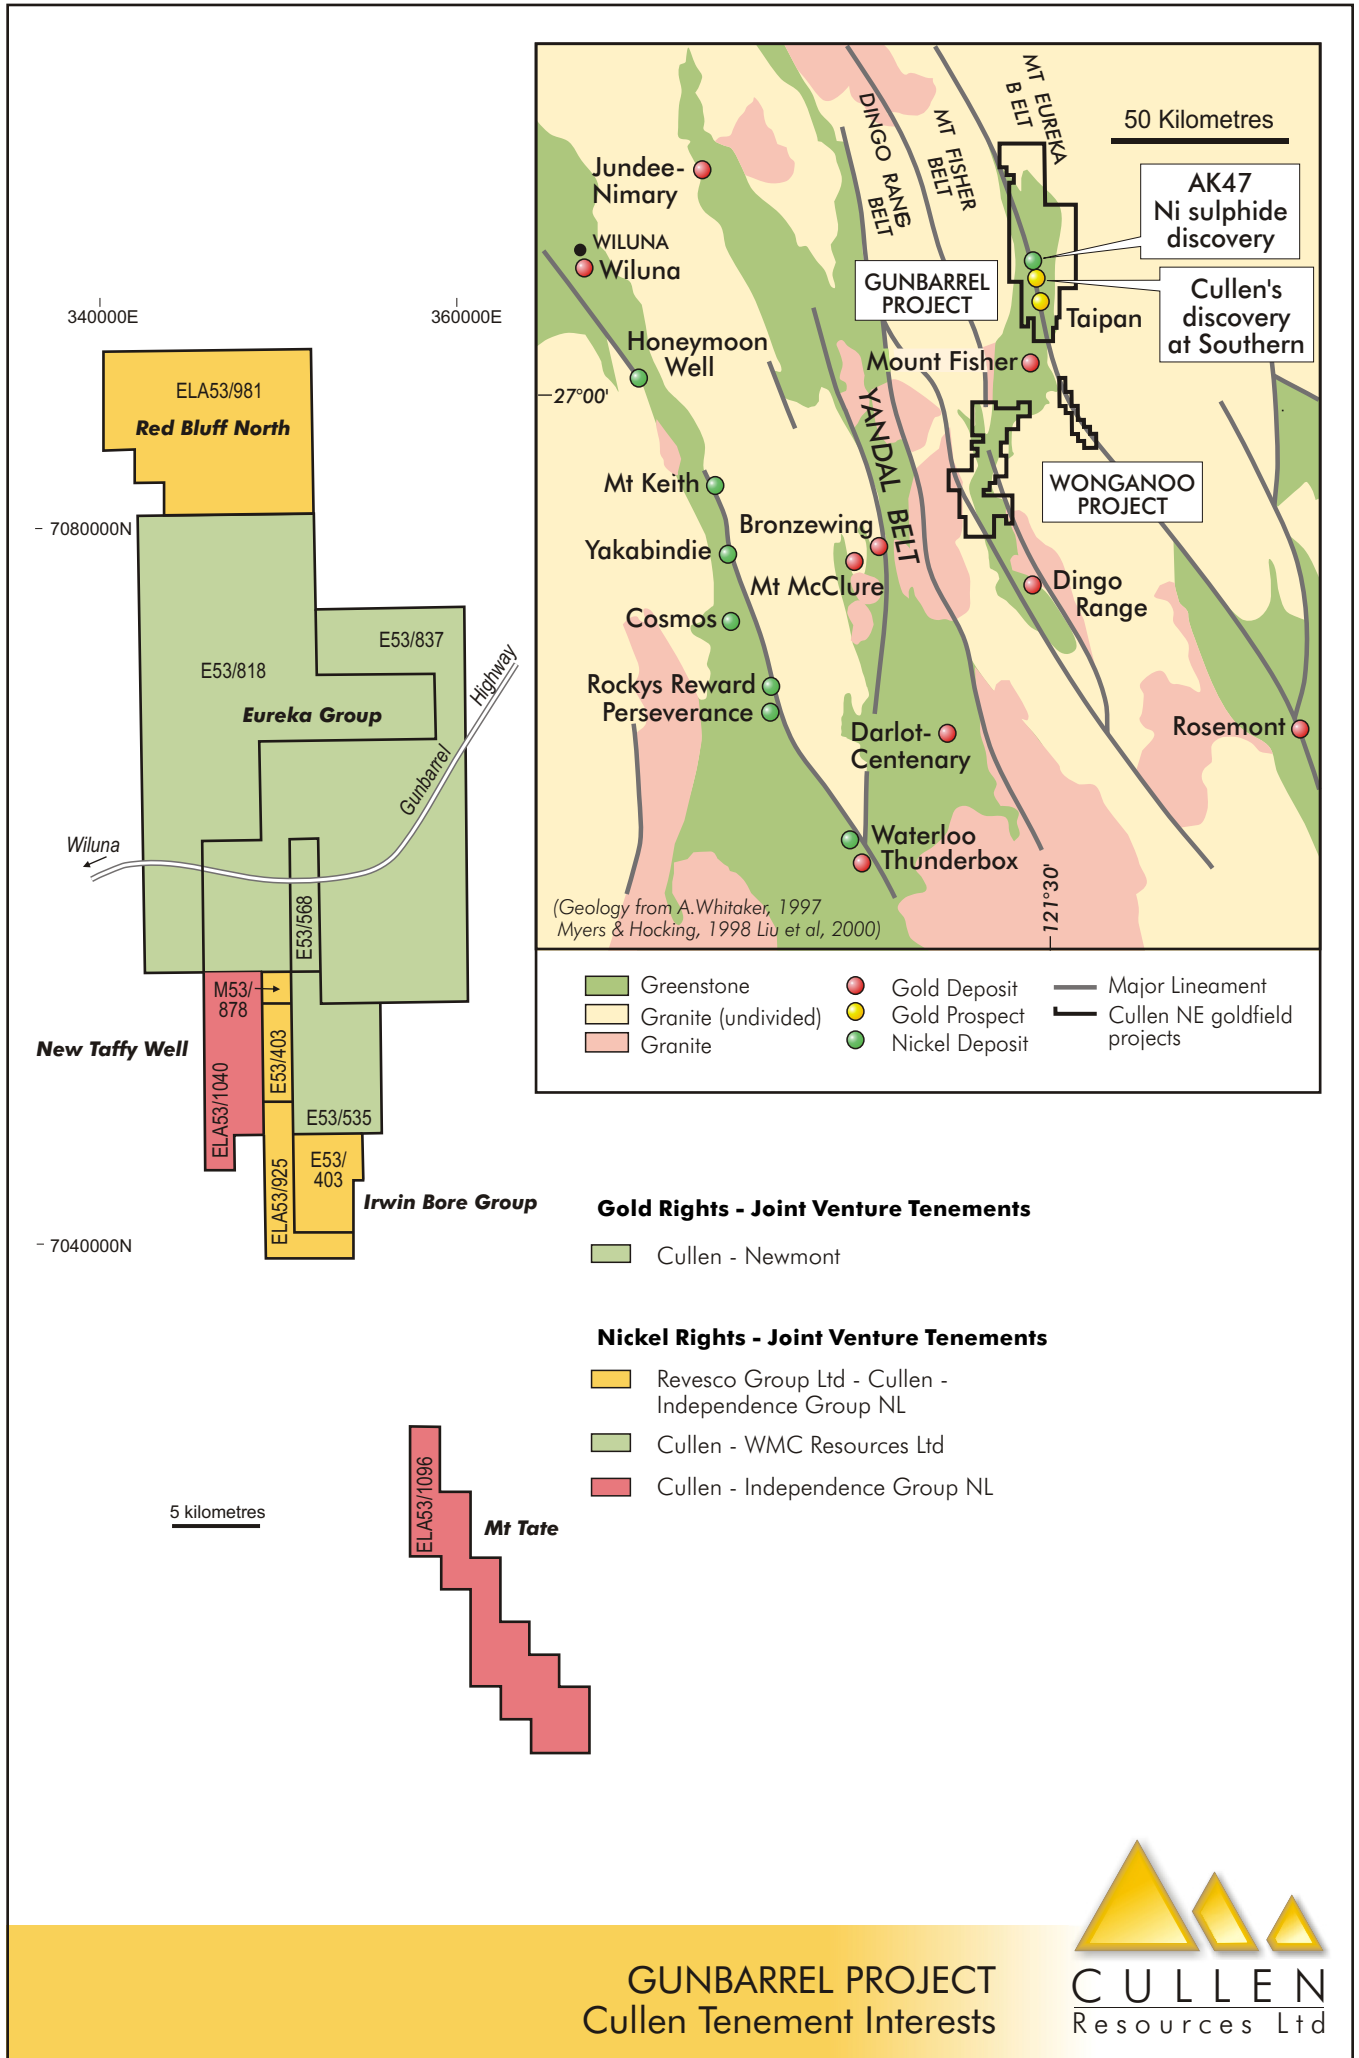 340000E
360000E
ELA53/981
Red Bluff North
7080000N
E53/837
E53/818
Eureka Group
Highway
Gunbarrel
Wiluna
E53/568
M53/
878
New Taffy Well
E53/403
ELA53/1040
E53/535
E53/
403
ELA53/925
Irwin Bore Group
7040000N
5 kilometres
ELA53/1096
Mt Tate
MT EUREKA
B ELT
50 Kilometres
DINGO RANG
E
BELT
MT FISHER
BELT
Jundee-
Nimary
AK47
Ni sulphide
discovery
WILUNA
Wiluna
GUNBARREL
PROJECT
Cullen's
discovery
at Southern
Taipan
Honeymoon
Well
Mount Fisher
27°00'
YANDAL BELT
Mt Keith
WONGANOO
PROJECT
Bronzewing
Yakabindie
Mt McClure
Dingo
Range
Cosmos
Rockys Reward
Perseverance
Darlot-
Centenary
Rosemont
Waterloo
Thunderbox
121°30'
(Geology from A.Whitaker, 1997
Myers & Hocking, 1998 Liu et al, 2000)
Greenstone
Granite (undivided)
Granite
Gold Deposit
Gold Prospect
Nickel Deposit
Major Lineament
Cullen NE goldfield
projects
Gold Rights - Joint Venture Tenements
Cullen - Newmont
Nickel Rights - Joint Venture Tenements
Revesco Group Ltd - Cullen -
Independence Group NL
Cullen - WMC Resources Ltd
Cullen - Independence Group NL
GUNBARREL PROJECT
Cullen Tenement Interests
CULLEN
Resources Ltd